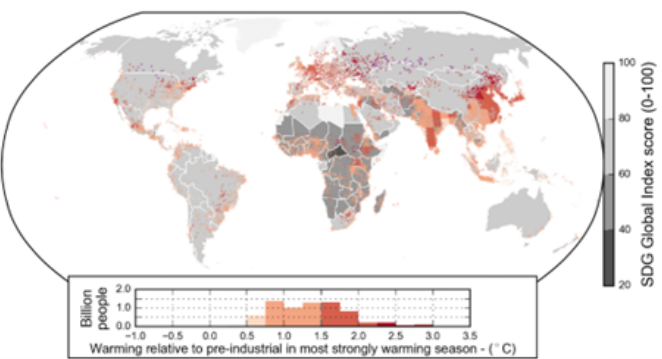 100
80
60
40
20
SDG Global Index score (0-100)
Billion
people
2.0
1.0
0.0
−1.0 −0.5 0.0 0.5 1.0 1.5 2.0 2.5 3.0 3.5
Warming relative to pre-industrial in most strongly warming season - (°C)